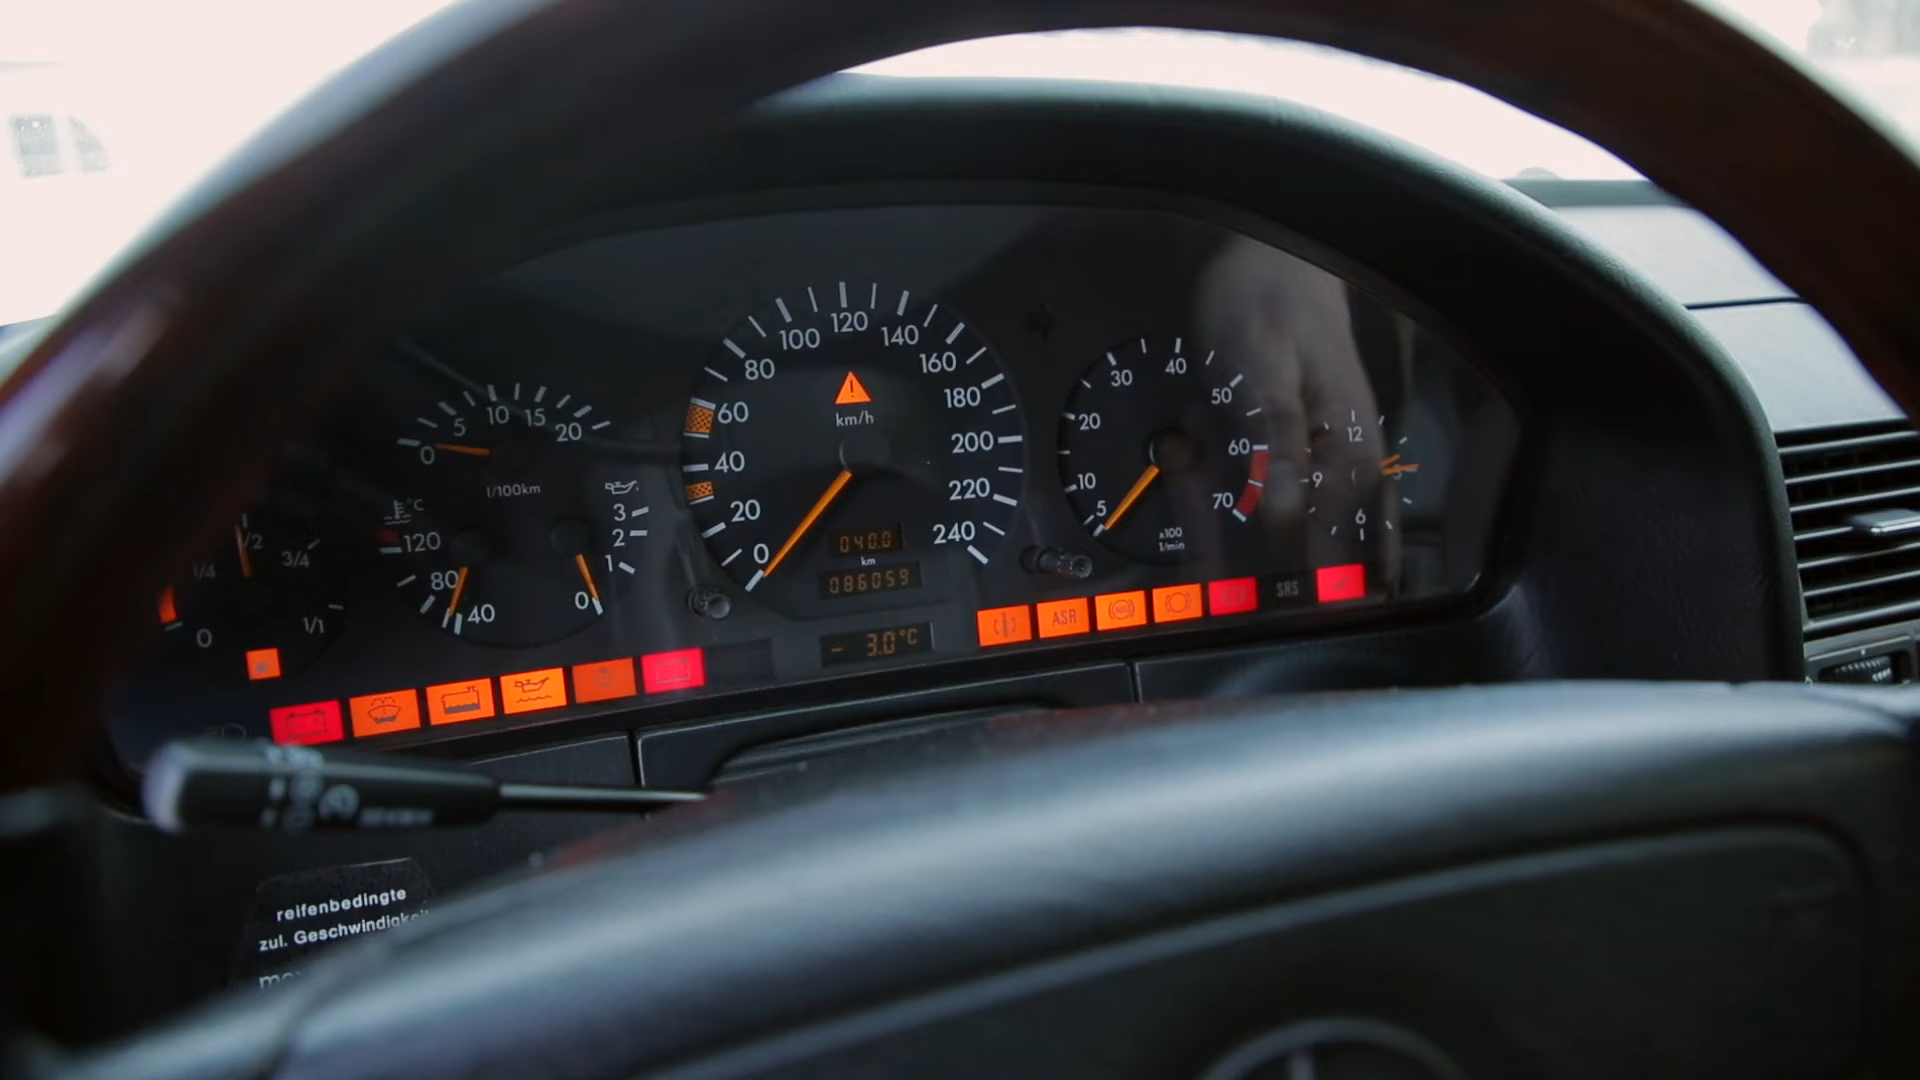 0 5 10 15 20
l/100km
°C
120
80
40
3
2
1
0
1/4 1/2 3/4
0 1/1
0 20 40 60 80 100 120 140 160 180 200 220 240
km/h
040.0
km
086059
- 3.0°C
5 10 20 30 40 50 60 70
x100
1/min
12
9
6
ASR
ABS
SRS
reifenbedingte
zul. Geschwindigkeit